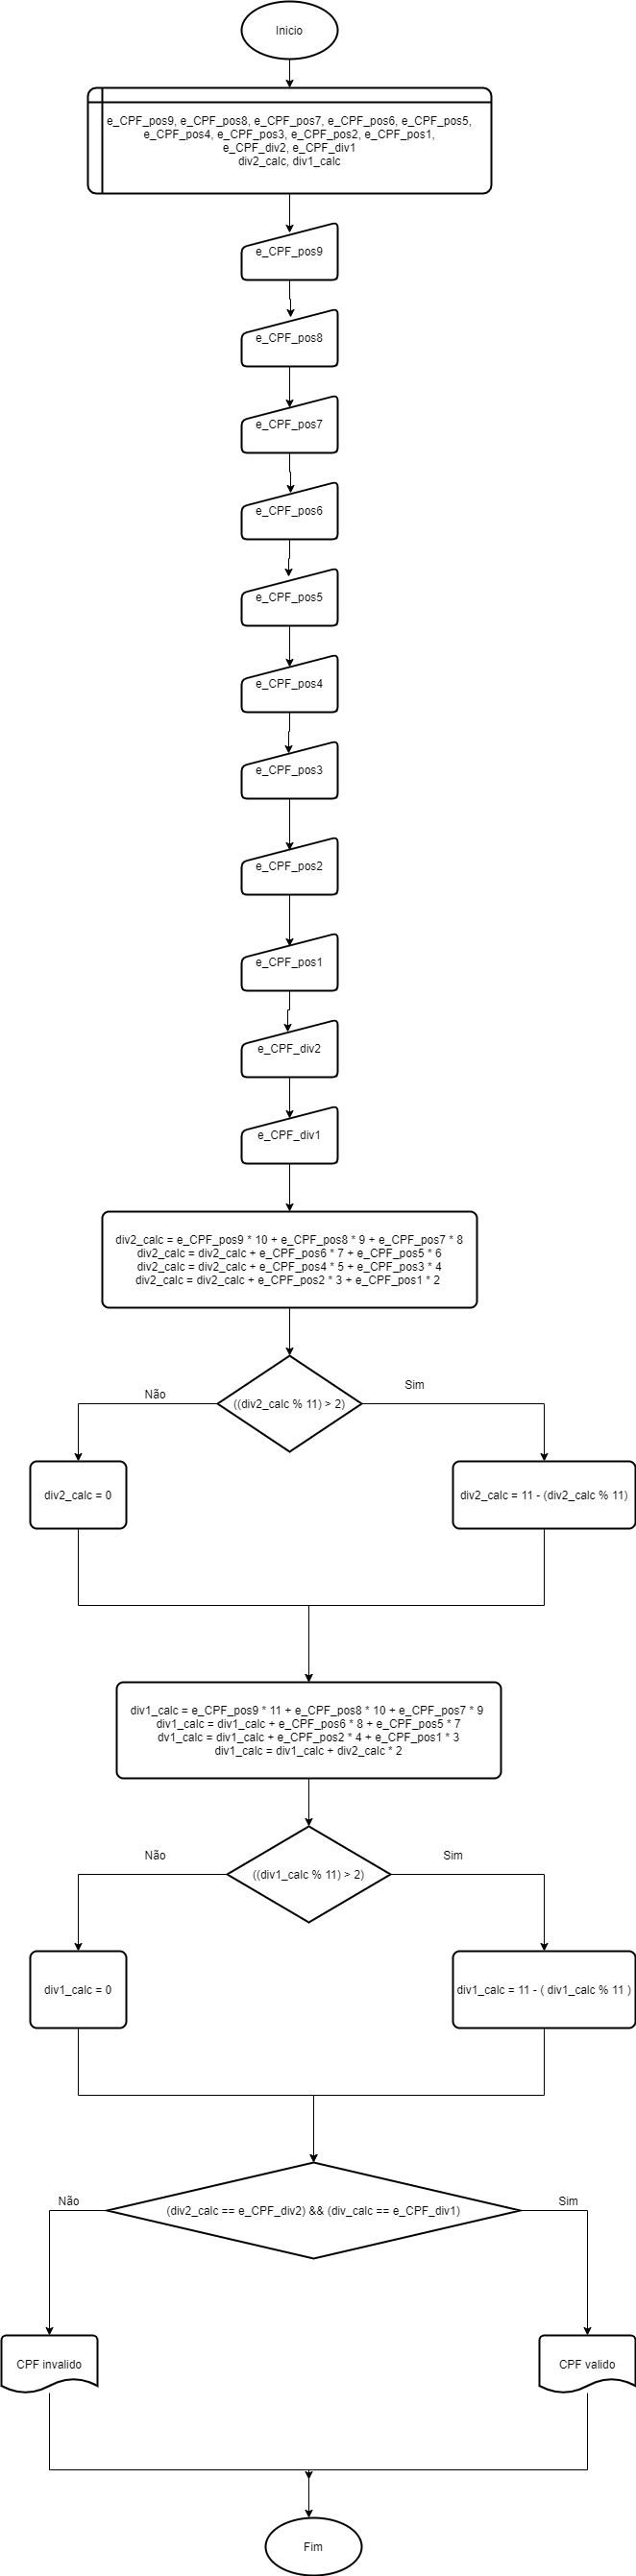 Inicio
e_CPF_pos9, e_CPF_pos8, e_CPF_pos7, e_CPF_pos6, e_CPF_pos5,
e_CPF_pos4, e_CPF_pos3, e_CPF_pos2, e_CPF_pos1,
e_CPF_div2, e_CPF_div1
div2_calc, div1_calc
e_CPF_pos9
e_CPF_pos8
e_CPF_pos7
e_CPF_pos6
e_CPF_pos5
e_CPF_pos4
e_CPF_pos3
e_CPF_pos2
e_CPF_pos1
e_CPF_div2
e_CPF_div1
div2_calc = e_CPF_pos9 * 10 + e_CPF_pos8 * 9 + e_CPF_pos7 * 8
div2_calc = div2_calc + e_CPF_pos6 * 7 + e_CPF_pos5 * 6
div2_calc = div2_calc + e_CPF_pos4 * 5 + e_CPF_pos3 * 4
div2_calc = div2_calc + e_CPF_pos2 * 3 + e_CPF_pos1 * 2
((div2_calc % 11) > 2)
Não
Sim
div2_calc = 0
div2_calc = 11 - (div2_calc % 11)
div1_calc = e_CPF_pos9 * 11 + e_CPF_pos8 * 10 + e_CPF_pos7 * 9
div1_calc = div1_calc + e_CPF_pos6 * 8 + e_CPF_pos5 * 7
dv1_calc = div1_calc + e_CPF_pos2 * 4 + e_CPF_pos1 * 3
div1_calc = div1_calc + div2_calc * 2
Não
Sim
((div1_calc % 11) > 2)
div1_calc = 0
div1_calc = 11 - ( div1_calc % 11 )
Não
Sim
(div2_calc == e_CPF_div2) && (div_calc == e_CPF_div1)
CPF invalido
CPF valido
Fim